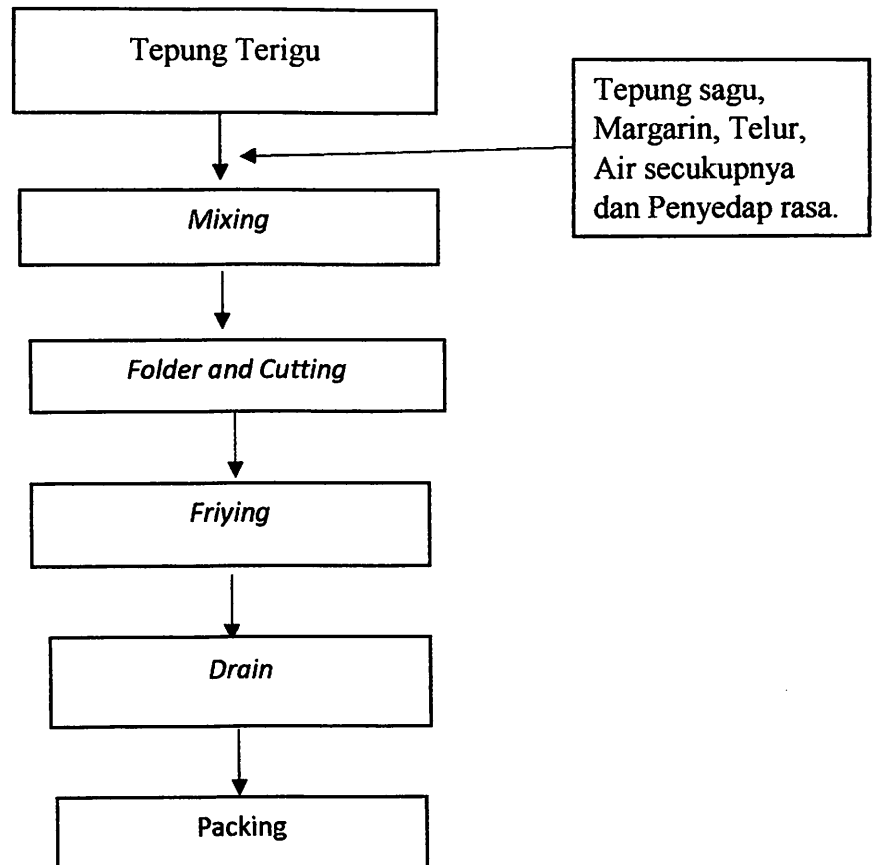 Tepung Terigu
Tepung sagu,
Margarin, Telur,
Air secukupnya
dan Penyedap rasa.
Mixing
Folder and Cutting
Friying
Drain
Packing